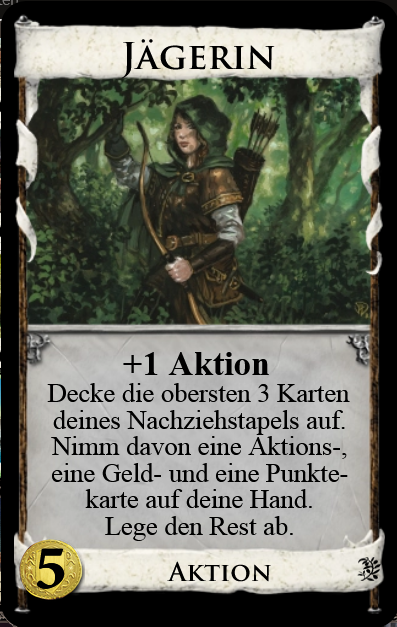 JÄGERIN
+1 Aktion
Decke die obersten 3 Karten
deines Nachziehstapels auf.
Nimm davon eine Aktions-,
eine Geld- und eine Punkte-
karte auf deine Hand.
Lege den Rest ab.
5
AKTION